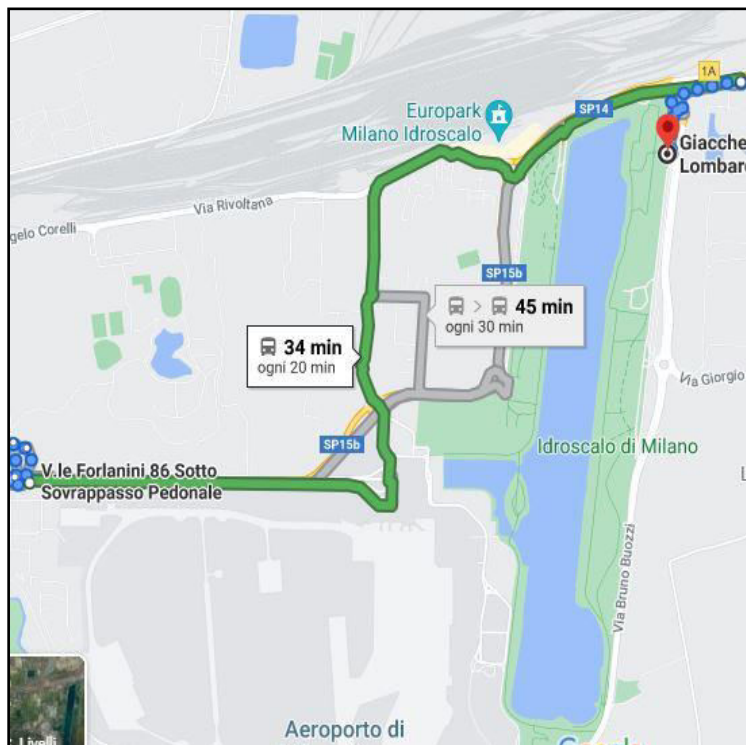 1A
SP14
Europark
Milano Idroscalo
Giacche
Lombard
Via Rivoltana
gelo Corelli
SP15b
45 min
ogni 30 min
34 min
ogni 20 min
Via Giorgio
SP15b
Idroscalo di Milano
V.le Forlanini 86 Sotto
Sovrappasso Pedonale
L
Via Bruno Buozzi
Aeroporto di
Livelli